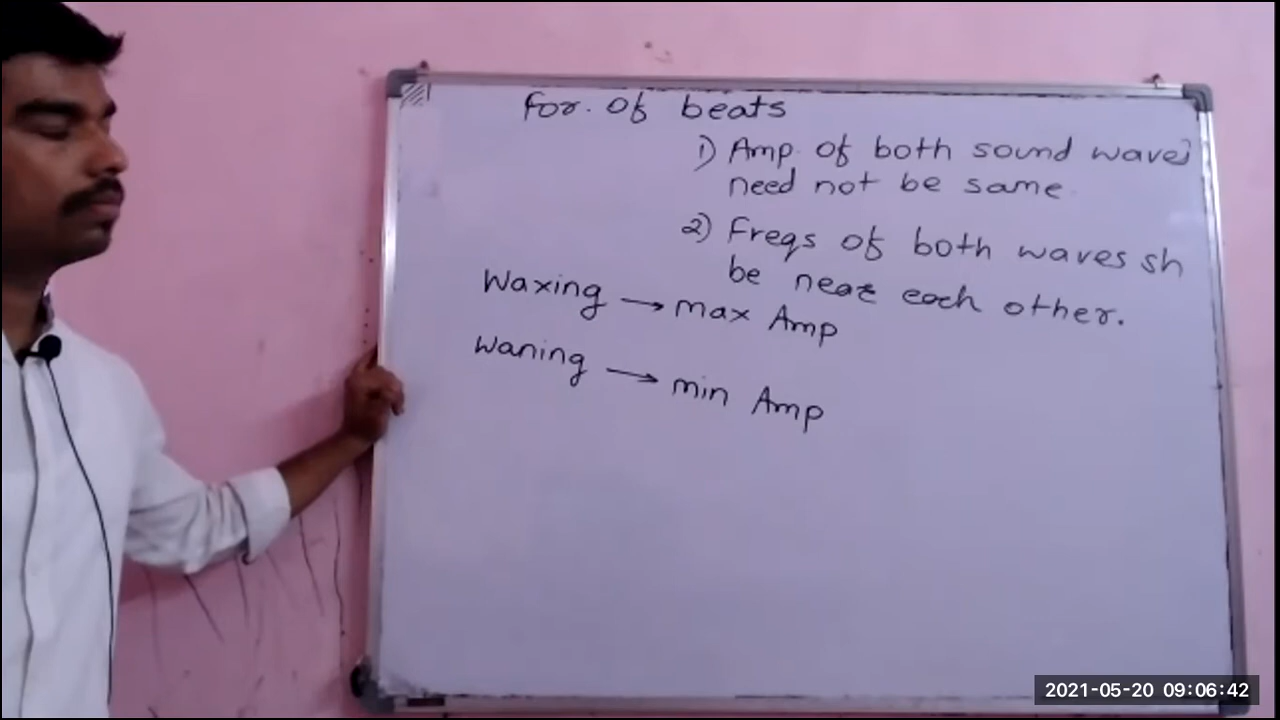 for. of beats
1) Amp. of both sound waves
need not be same
2) Freqs of both waves sh
be near each other.
Waxing → max Amp
Waning → min Amp
2021-05-20 09:06:42